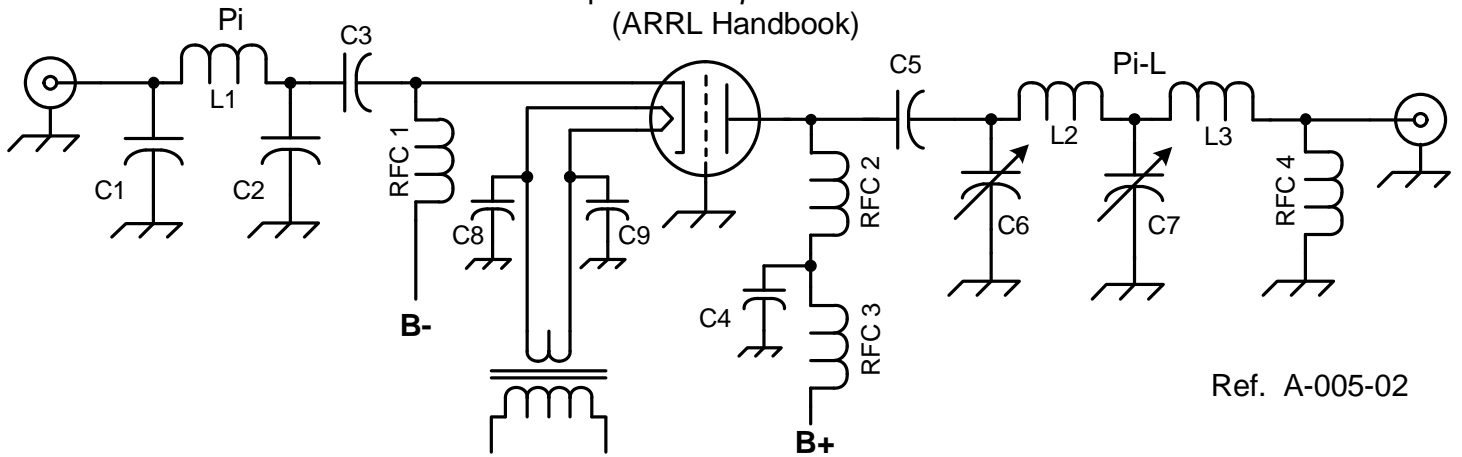 (ARRL Handbook)
Pi
C3
C5
Pi-L
L1
L2
L3
RFC 1
RFC 2
RFC 4
C1
C2
C8
C9
C6
C7
C4
RFC 3
B-
Ref. A-005-02
B+